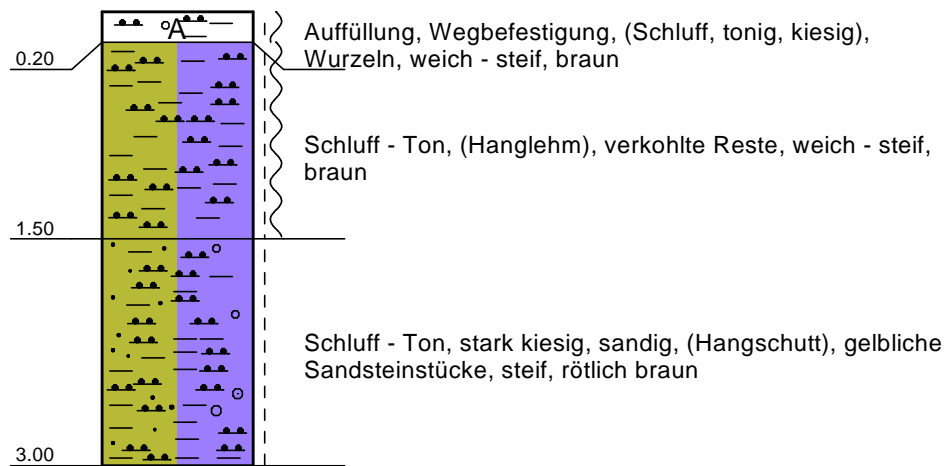 A
Auffüllung, Wegbefestigung, (Schluff, tonig, kiesig),
Wurzeln, weich - steif, braun
0.20
Schluff - Ton, (Hanglehm), verkohlte Reste, weich - steif,
braun
1.50
Schluff - Ton, stark kiesig, sandig, (Hangschutt), gelbliche
Sandsteinstücke, steif, rötlich braun
3.00